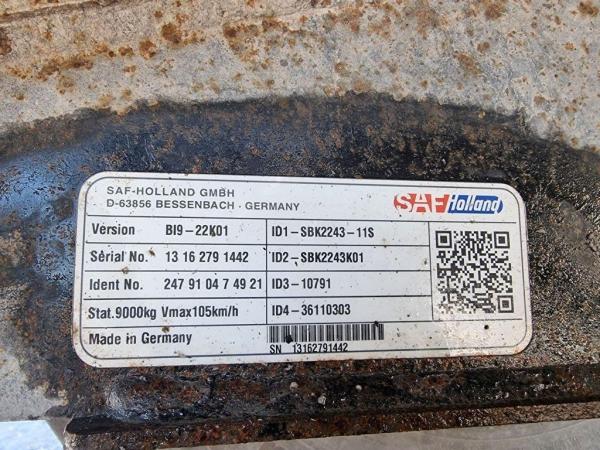 SAF-HOLLAND GMBH
D-63856 BESSENBACH · GERMANY
SAF Holland
Version BI9-22K01 ID1-SBK2243-11S
Serial No. 13 16 279 1442 ID2-SBK2243K01
Ident No. 247 91 04 7 49 21 ID3-10791
Stat.9000kg Vmax105km/h ID4-36110303
Made in Germany
SN 13162791442